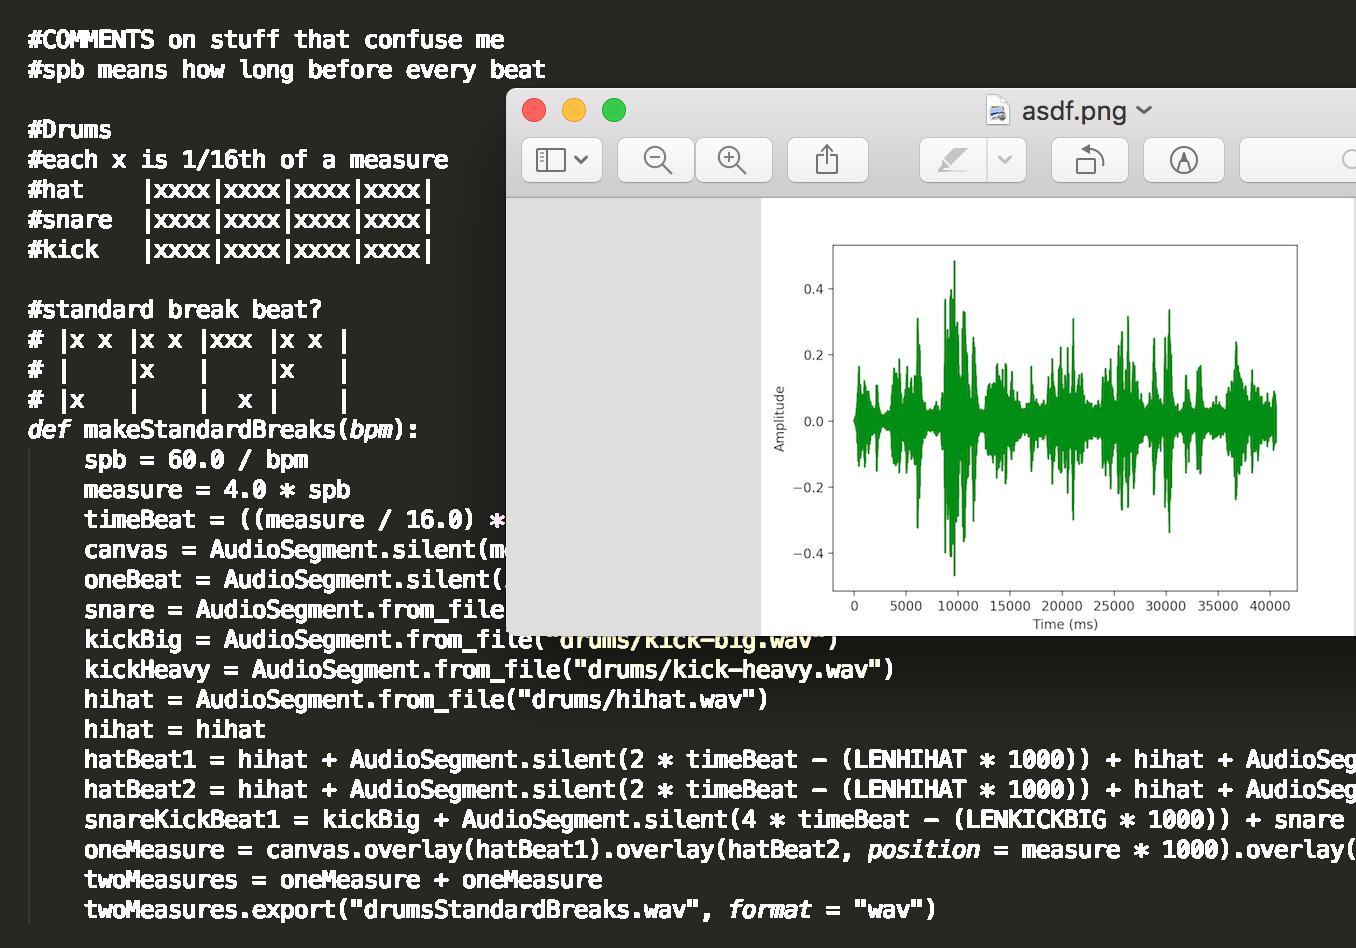 #COMMENTS on stuff that confuse me
#spb means how long before every beat
#Drums
#each x is 1/16th of a measure
#hat    |xxxx|xxxx|xxxx|xxxx|
#snare  |xxxx|xxxx|xxxx|xxxx|
#kick   |xxxx|xxxx|xxxx|xxxx|
#standard break beat?
# |x x |x x |xxx |x x |
# |    |x   |    |x   |
# |x   |    |  x |    |
def makeStandardBreaks(bpm):
    spb = 60.0 / bpm
    measure = 4.0 * spb
    timeBeat = ((measure / 16.0) *
    canvas = AudioSegment.silent(m
    oneBeat = AudioSegment.silent(
    snare = AudioSegment.from_file
    kickBig = AudioSegment.from_file("drums/kick-big.wav")
    kickHeavy = AudioSegment.from_file("drums/kick-heavy.wav")
    hihat = AudioSegment.from_file("drums/hihat.wav")
    hihat = hihat
    hatBeat1 = hihat + AudioSegment.silent(2 * timeBeat - (LENHIHAT * 1000)) + hihat + AudioSeg
    hatBeat2 = hihat + AudioSegment.silent(2 * timeBeat - (LENHIHAT * 1000)) + hihat + AudioSeg
    snareKickBeat1 = kickBig + AudioSegment.silent(4 * timeBeat - (LENKICKBIG * 1000)) + snare
    oneMeasure = canvas.overlay(hatBeat1).overlay(hatBeat2, position = measure * 1000).overlay(
    twoMeasures = oneMeasure + oneMeasure
    twoMeasures.export("drumsStandardBreaks.wav", format = "wav")
asdf.png
Amplitude
0.4
0.2
0.0
−0.2
−0.4
0 5000 10000 15000 20000 25000 30000 35000 40000
Time (ms)